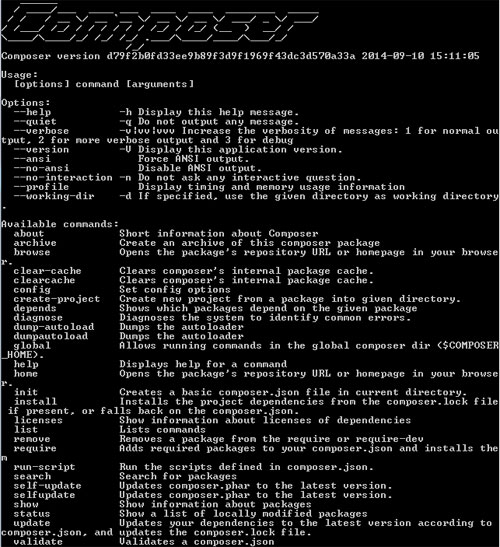 Composer
Composer version d79f2b0fd33ee9b89f3d9f1969f43dc3d570a33a 2014-09-10 15:11:05
Usage:
[options] command [arguments]
Options:
--help -h Display this help message.
--quiet -q Do not output any message.
--verbose -v|vv|vvv Increase the verbosity of messages: 1 for normal ou
tput, 2 for more verbose output and 3 for debug
--version -V Display this application version.
--ansi Force ANSI output.
--no-ansi Disable ANSI output.
--no-interaction -n Do not ask any interactive question.
--profile Display timing and memory usage information
--working-dir -d If specified, use the given directory as working directory
.
Available commands:
about Short information about Composer
archive Create an archive of this composer package
browse Opens the package's repository URL or homepage in your browse
r.
clear-cache Clears composer's internal package cache.
clearcache Clears composer's internal package cache.
config Set config options
create-project Create new project from a package into given directory.
depends Shows which packages depend on the given package
diagnose Diagnoses the system to identify common errors.
dump-autoload Dumps the autoloader
dumpautoload Dumps the autoloader
global Allows running commands in the global composer dir ($COMPOSER
_HOME).
help Displays help for a command
home Opens the package's repository URL or homepage in your browse
r.
init Creates a basic composer.json file in current directory.
install Installs the project dependencies from the composer.lock file
if present, or falls back on the composer.json.
licenses Show information about licenses of dependencies
list Lists commands
remove Removes a package from the require or require-dev
require Adds required packages to your composer.json and installs the
m
run-script Run the scripts defined in composer.json.
search Search for packages
self-update Updates composer.phar to the latest version.
selfupdate Updates composer.phar to the latest version.
show Show information about packages
status Show a list of locally modified packages
update Updates your dependencies to the latest version according to
composer.json, and updates the composer.lock file.
validate Validates a composer.json